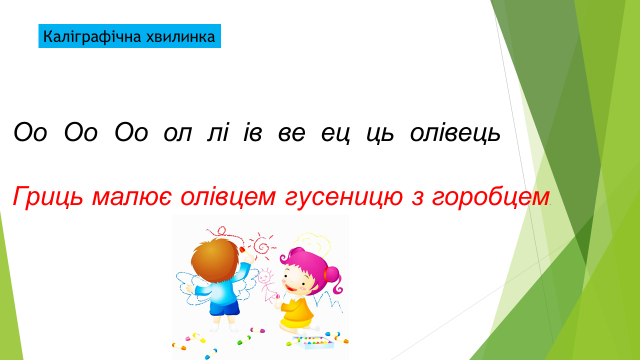 Каліграфічна хвилинка
Оо Оо Оо ол лі ів ве ец ць олівець
Гриць малює олівцем гусеницю з горобцем